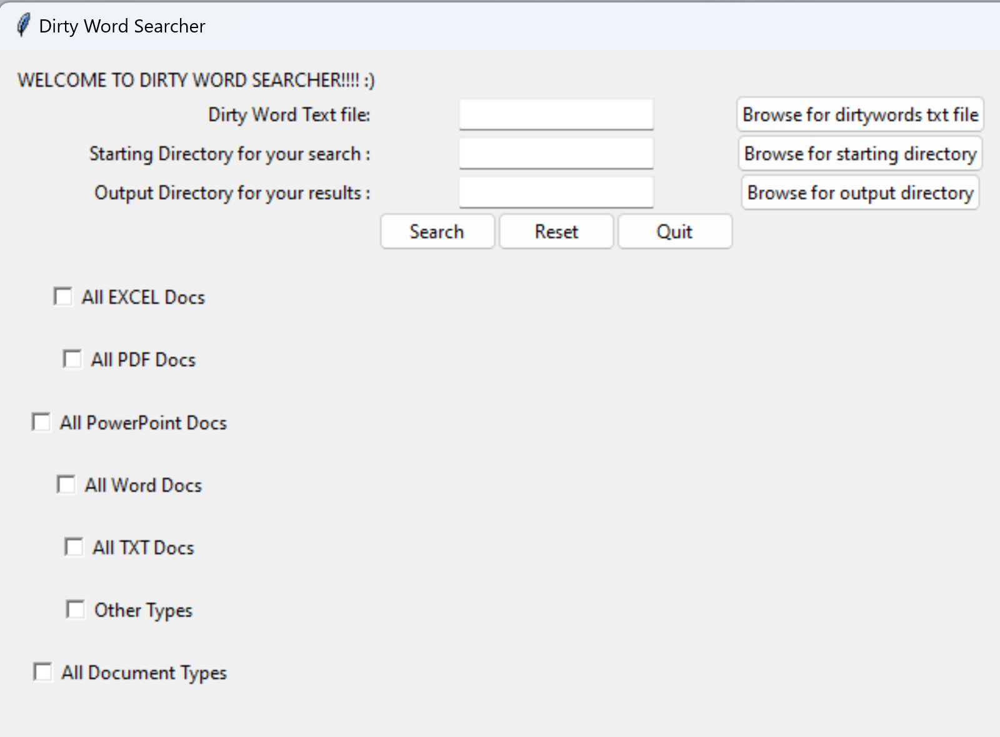 Dirty Word Searcher
WELCOME TO DIRTY WORD SEARCHER!!!! :)
Dirty Word Text file: Browse for dirtywords txt file
Starting Directory for your search : Browse for starting directory
Output Directory for your results : Browse for output directory
Search Reset Quit
All EXCEL Docs
All PDF Docs
All PowerPoint Docs
All Word Docs
All TXT Docs
Other Types
All Document Types